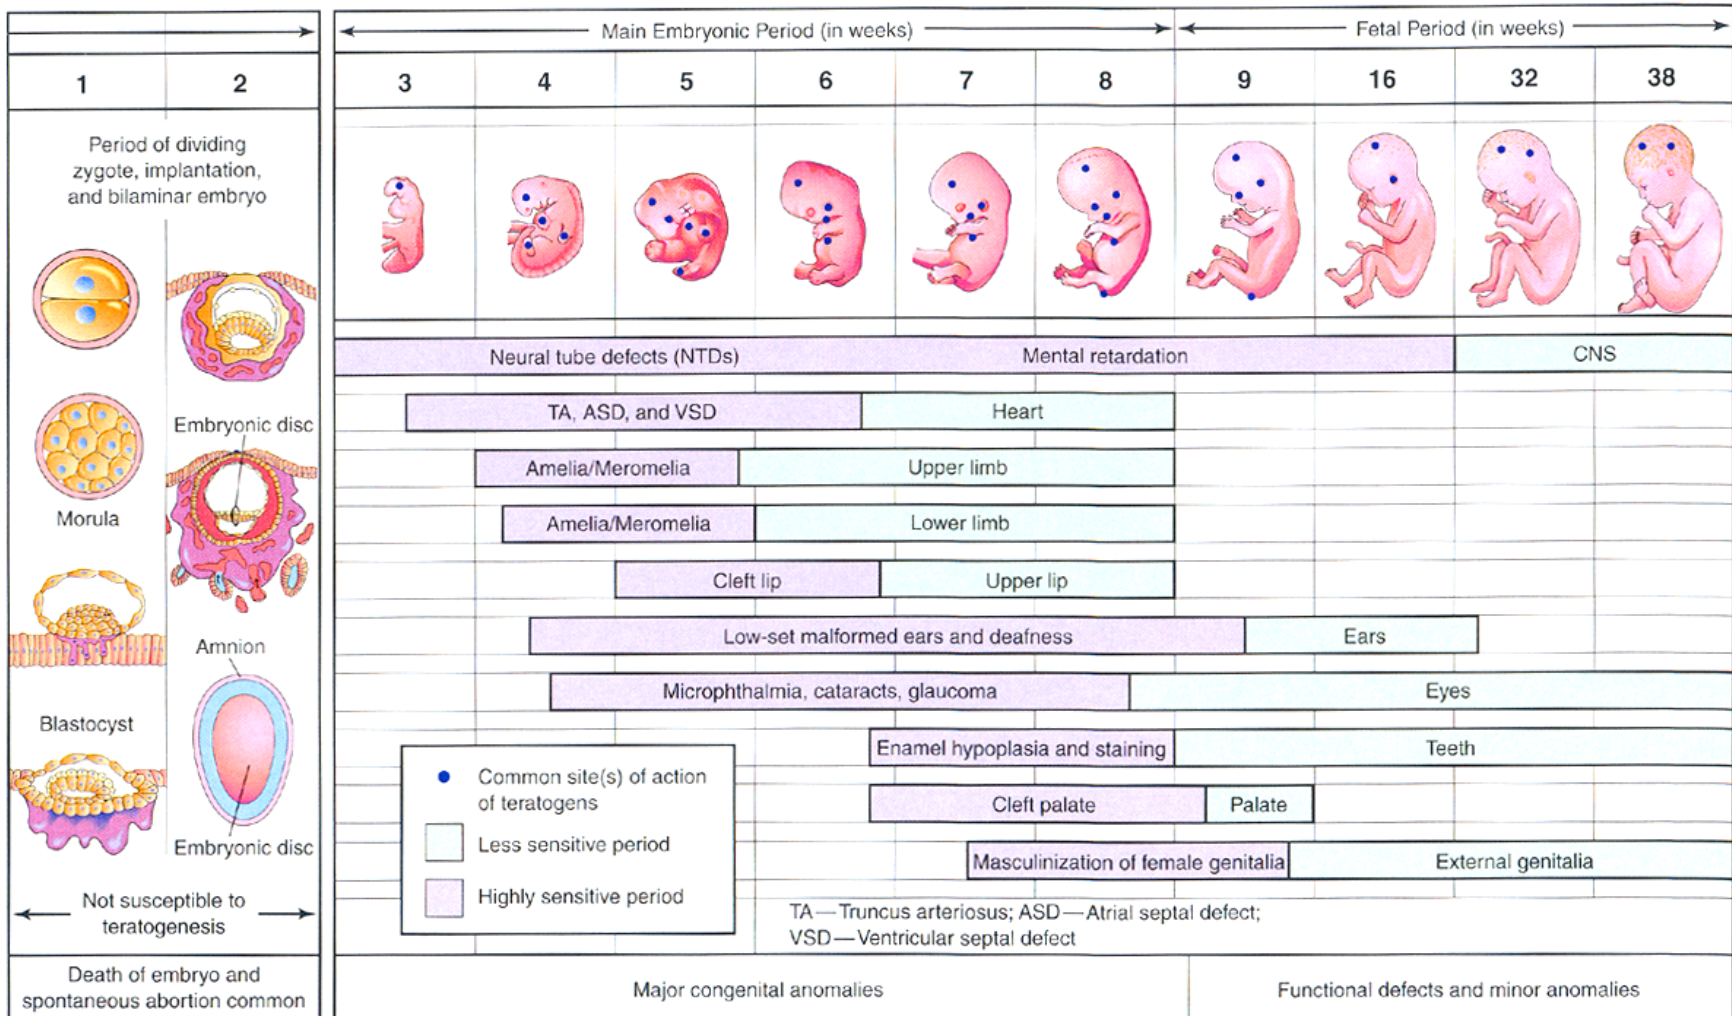 Main Embryonic Period (in weeks)
Fetal Period (in weeks)
1
2
3
4
5
6
7
8
9
16
32
38
Period of dividing
zygote, implantation,
and bilaminar embryo
Embryonic disc
Morula
Amnion
Blastocyst
Embryonic disc
Not susceptible to
teratogenesis
Death of embryo and
spontaneous abortion common
Neural tube defects (NTDs)
Mental retardation
CNS
TA, ASD, and VSD
Heart
Amelia/Meromelia
Upper limb
Amelia/Meromelia
Lower limb
Cleft lip
Upper lip
Low-set malformed ears and deafness
Ears
Microphthalmia, cataracts, glaucoma
Eyes
Enamel hypoplasia and staining
Teeth
Cleft palate
Palate
Masculinization of female genitalia
External genitalia
Common site(s) of action
of teratogens
Less sensitive period
Highly sensitive period
TA—Truncus arteriosus; ASD—Atrial septal defect;
VSD—Ventricular septal defect
Major congenital anomalies
Functional defects and minor anomalies